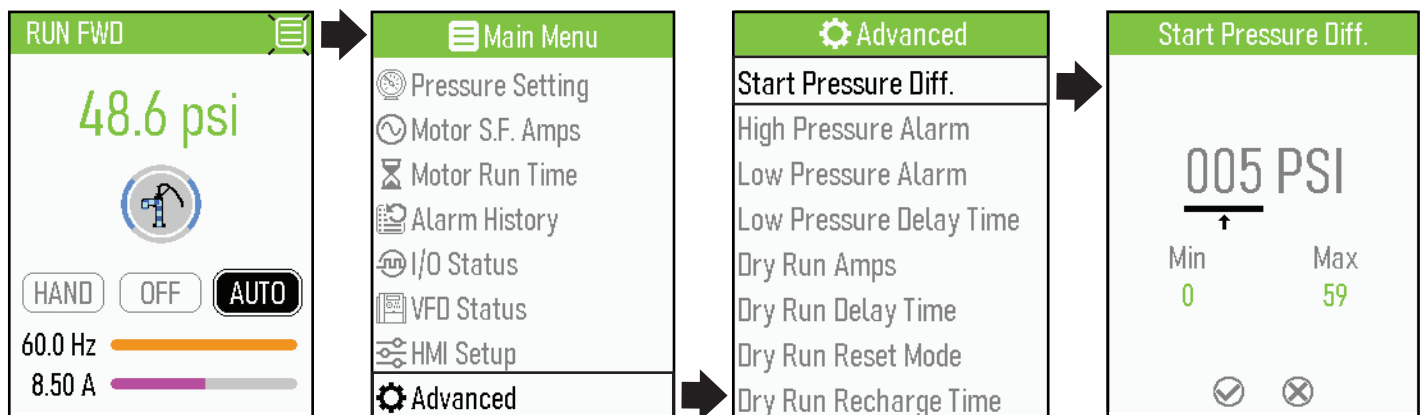 RUN FWD
48.6 psi
HAND OFF AUTO
60.0 Hz
8.50 A
Main Menu
Pressure Setting
Motor S.F. Amps
Motor Run Time
Alarm History
I/O Status
VFD Status
HMI Setup
Advanced
Advanced
Start Pressure Diff.
High Pressure Alarm
Low Pressure Alarm
Low Pressure Delay Time
Dry Run Amps
Dry Run Delay Time
Dry Run Reset Mode
Dry Run Recharge Time
Start Pressure Diff.
005 PSI
Min Max
0 59